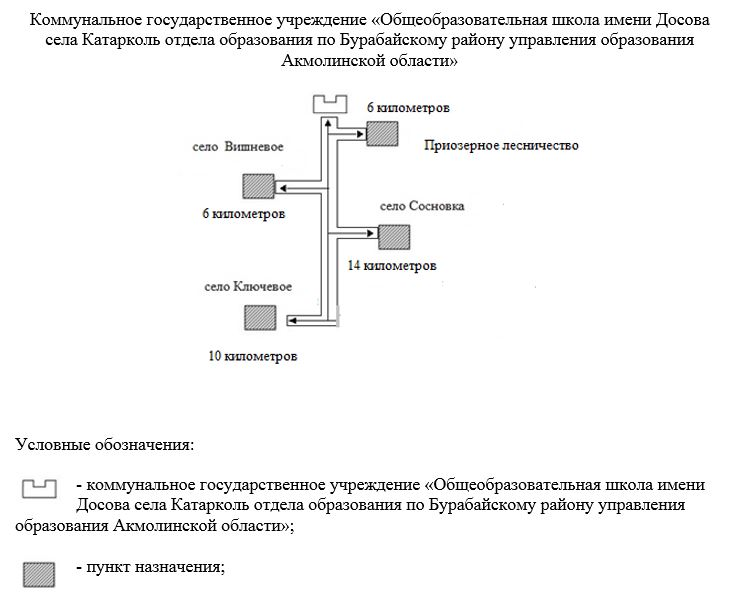 Коммунальное государственное учреждение «Общеобразовательная школа имени Досова
села Катарколь отдела образования по Бурабайскому району управления образования
Акмолинской области»
6 километров
село Вишневое
Приозерное лесничество
село Сосновка
6 километров
14 километров
село Ключевое
10 километров
Условные обозначения:
- коммунальное государственное учреждение «Общеобразовательная школа имени
Досова села Катарколь отдела образования по Бурабайскому району управления
образования Акмолинской области»;
- пункт назначения;